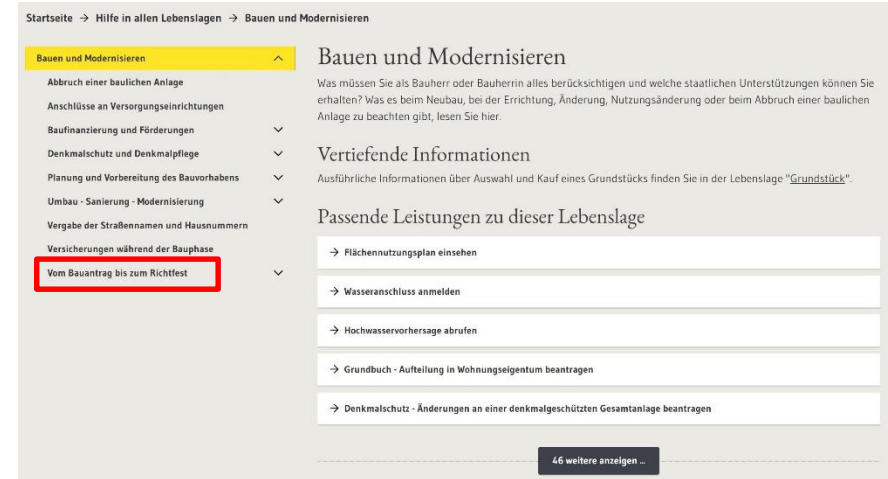 Startseite → Hilfe in allen Lebenslagen → Bauen und Modernisieren
Bauen und Modernisieren
Abbruch einer baulichen Anlage
Anschlüsse an Versorgungseinrichtungen
Baufinanzierung und Förderungen
Denkmalschutz und Denkmalpflege
Planung und Vorbereitung des Bauvorhabens
Umbau - Sanierung - Modernisierung
Vergabe der Straßennamen und Hausnummern
Versicherungen während der Bauphase
Vom Bauantrag bis zum Richtfest
Bauen und Modernisieren
Was müssen Sie als Bauherr oder Bauherrin alles berücksichtigen und welche staatlichen Unterstützungen können Sie
erhalten? Was es beim Neubau, bei der Errichtung, Änderung, Nutzungsänderung oder beim Abbruch einer baulichen
Anlage zu beachten gibt, lesen Sie hier.
Vertiefende Informationen
Ausführliche Informationen über Auswahl und Kauf eines Grundstücks finden Sie in der Lebenslage "Grundstück".
Passende Leistungen zu dieser Lebenslage
→ Flächennutzungsplan einsehen
→ Wasseranschluss anmelden
→ Hochwasservorhersage abrufen
→ Grundbuch - Aufteilung in Wohnungseigentum beantragen
→ Denkmalschutz - Änderungen an einer denkmalgeschützten Gesamtanlage beantragen
46 weitere anzeigen ...